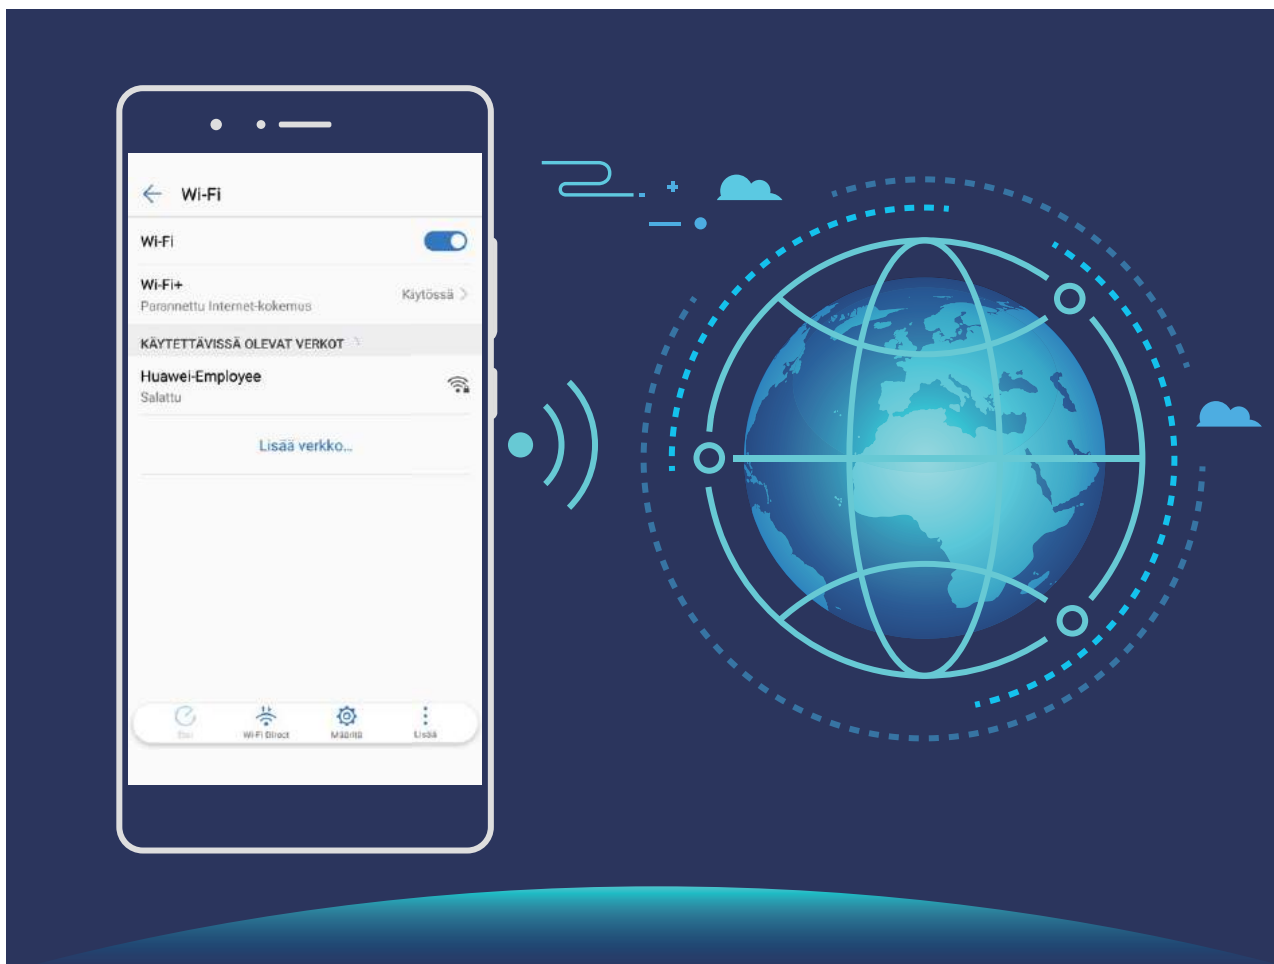 Wi-Fi
Wi-Fi
Wi-Fi+
Parannettu Internet-kokemus
Käytössä
KÄYTETTÄVISSÄ OLEVAT VERKOT
Huawei-Employee
Salattu
Lisää verkko...
Etsi
Wi-Fi Direct
Määritä
Lisää